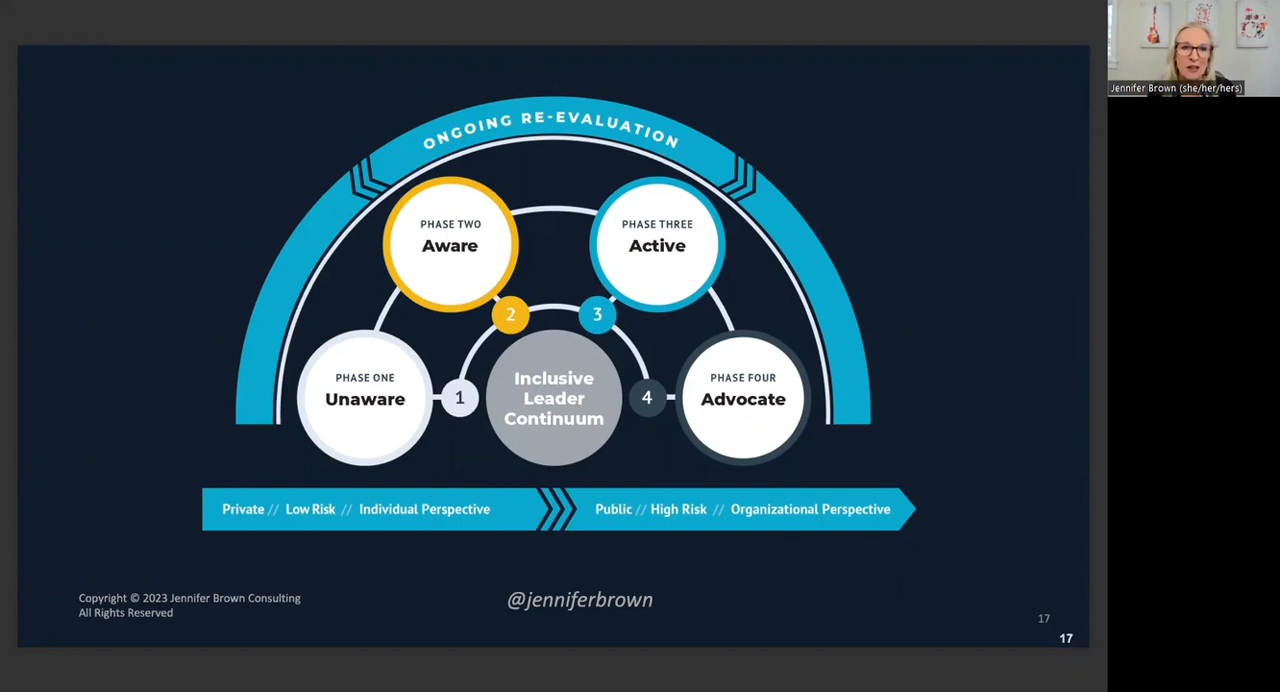 Jennifer Brown (she/her/hers)
ONGOING RE-EVALUATION
PHASE TWO
Aware
PHASE THREE
Active
2
3
PHASE ONE
Unaware
1
Inclusive
Leader
Continuum
4
PHASE FOUR
Advocate
Private // Low Risk // Individual Perspective
Public // High Risk // Organizational Perspective
Copyright © 2023 Jennifer Brown Consulting
All Rights Reserved
@jenniferbrown
17
17